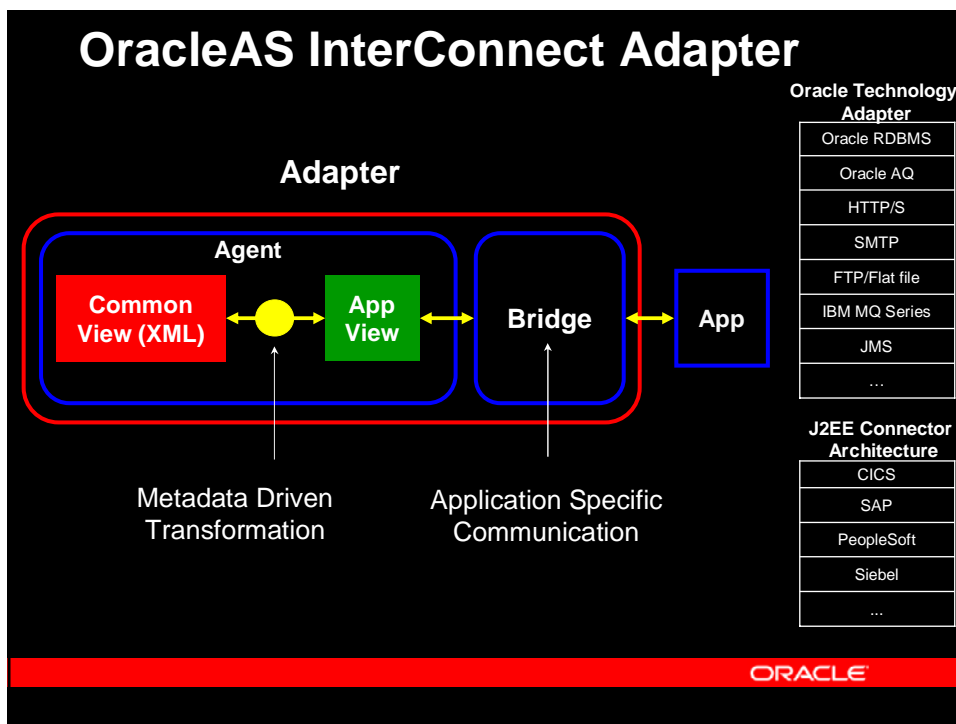 OracleAS InterConnect Adapter
Adapter
Agent
Common
View (XML)
App
View
Bridge
App
Metadata Driven
Transformation
Application Specific
Communication
Oracle Technology
Adapter
Oracle RDBMS
Oracle AQ
HTTP/S
SMTP
FTP/Flat file
IBM MQ Series
JMS
…
J2EE Connector
Architecture
CICS
SAP
PeopleSoft
Siebel
...
ORACLE